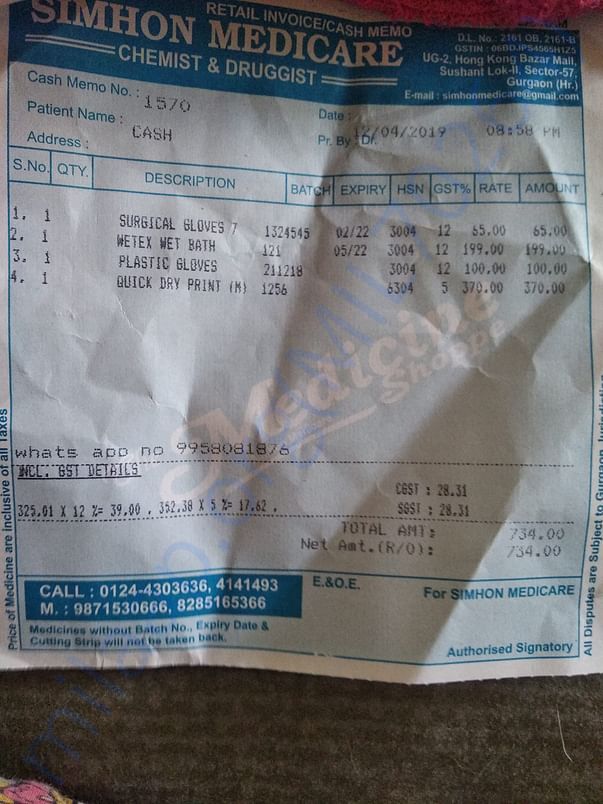 RETAIL INVOICE/CASH MEMO
SIMHON MEDICARE
CHEMIST & DRUGGIST
D.L. No.: 2161 OB, 2161-B
GSTIN : 06BDJPS4565H1Z5
UG-2, Hong Kong Bazar Mall,
Sushant Lok-II, Sector-57,
Gurgaon (Hr.)
E-mail : simhonmedicare@gmail.com
Cash Memo No. : 1570
Patient Name : CASH
Address :
Date : 12/04/2019 08:58 PM
Pr. By : Dr.
S.No. QTY. DESCRIPTION BATCH EXPIRY HSN GST% RATE AMOUNT
1. 1 SURGICAL GLOVES 7 1324545 02/22 3004 12 65.00 65.00
2. 1 WETEX WET BATH 121 05/22 3004 12 199.00 199.00
3. 1 PLASTIC GLOVES 211218 3004 12 100.00 100.00
4. 1 QUICK DRY PRINT (M) 1256 6304 5 370.00 370.00
Medicine
Shoppe
whats app no 9958081876
INCL. GST DETAILS
325.01 X 12 %= 39.00 , 352.38 X 5 %= 17.62 ,
CGST : 28.31
SGST : 28.31
TOTAL AMT: 734.00
Net Amt.(R/O): 734.00
CALL : 0124-4303636, 4141493
M. : 9871530666, 8285165366
E.&O.E.
For SIMHON MEDICARE
Medicines without Batch No., Expiry Date &
Cutting Strip will not be taken back.
Authorised Signatory
Price of Medicine are inclusive of all Taxes
All Disputes are Subject to Gurgaon Jurisdiction